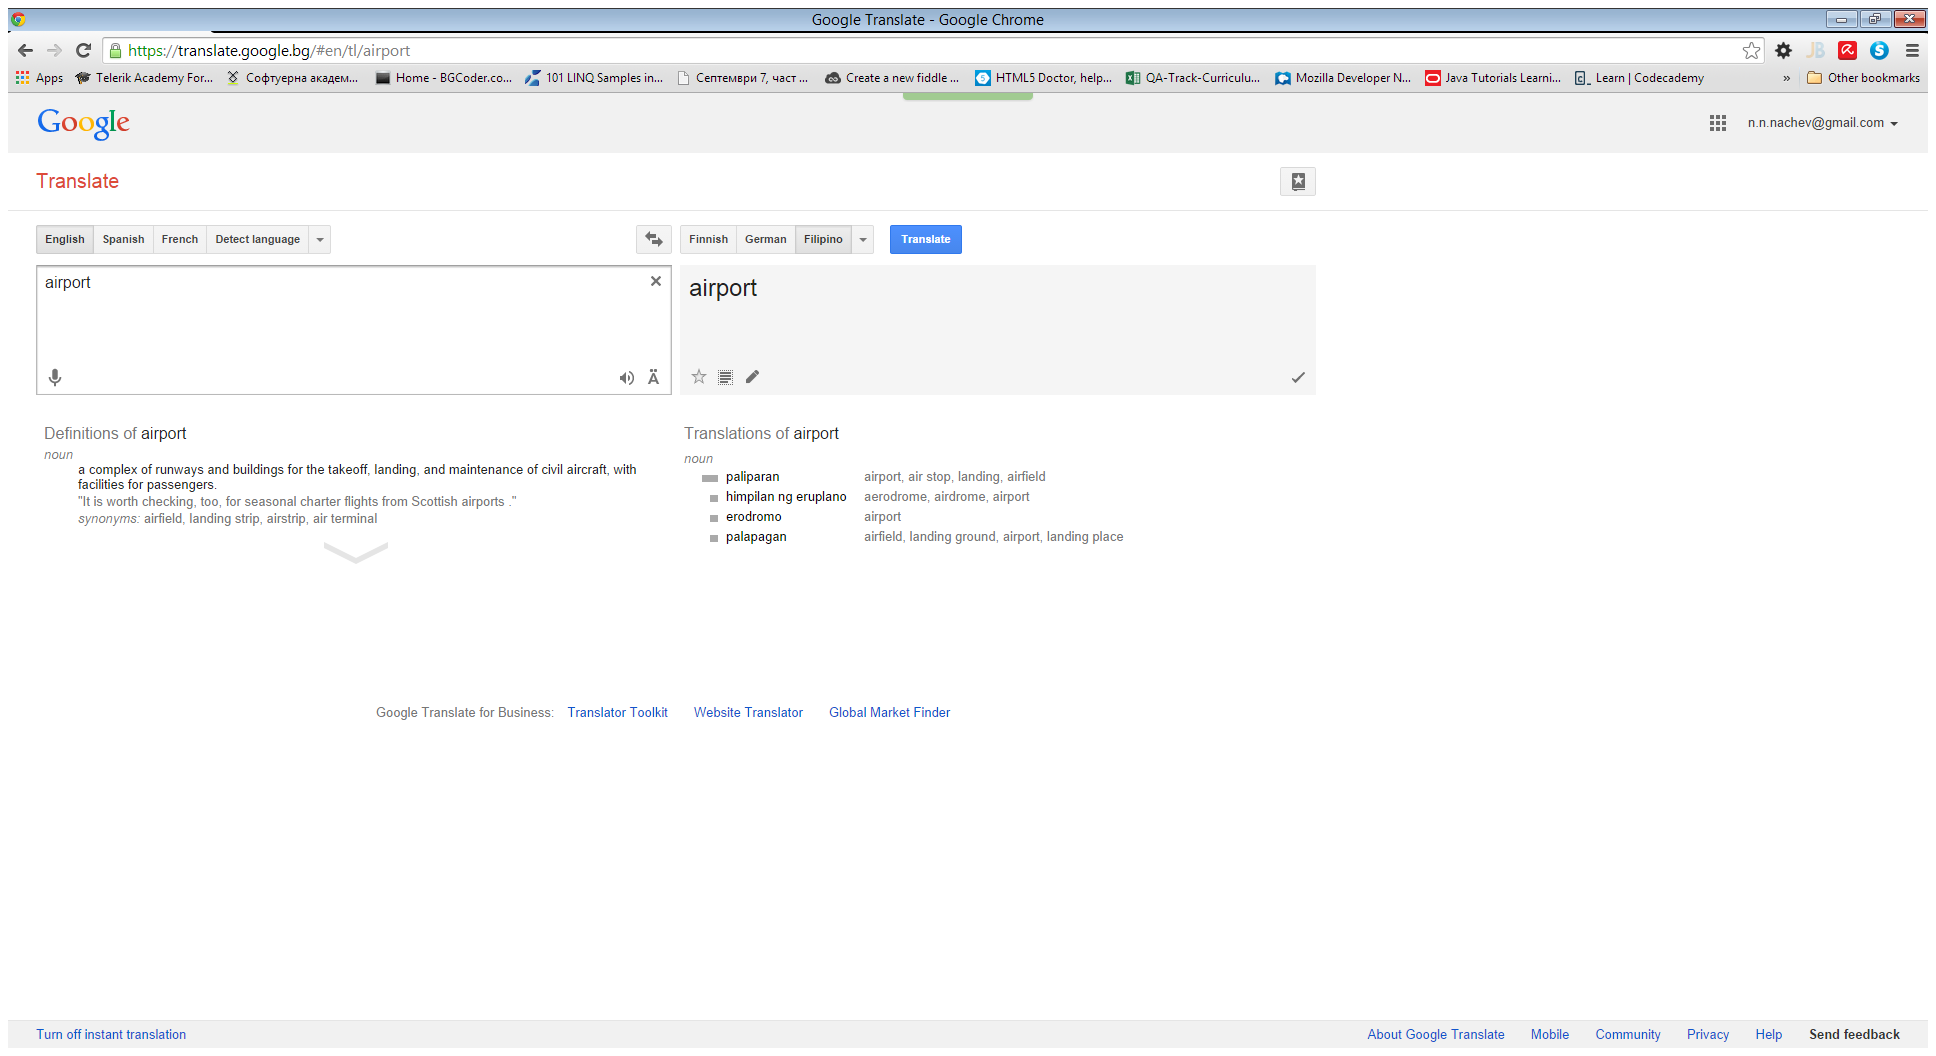 Google Translate - Google Chrome
https://translate.google.bg/#en/tl/airport
Apps Telerik Academy For... Софтуерна академ... Home - BGCoder.co... 101 LINQ Samples in... Септември 7, част ... Create a new fiddle ... HTML5 Doctor, help... QA-Track-Curriculu... Mozilla Developer N... Java Tutorials Learni... Learn | Codecademy » Other bookmarks
Google n.n.nachev@gmail.com
Translate
English Spanish French Detect language Finnish German Filipino Translate
airport airport
Ä
Definitions of airport
noun
a complex of runways and buildings for the takeoff, landing, and maintenance of civil aircraft, with
facilities for passengers.
"It is worth checking, too, for seasonal charter flights from Scottish airports ."
synonyms: airfield, landing strip, airstrip, air terminal
Translations of airport
noun
paliparan airport, air stop, landing, airfield
himpilan ng eruplano aerodrome, airdrome, airport
erodromo airport
palapagan airfield, landing ground, airport, landing place
Google Translate for Business: Translator Toolkit Website Translator Global Market Finder
Turn off instant translation About Google Translate Mobile Community Privacy Help Send feedback